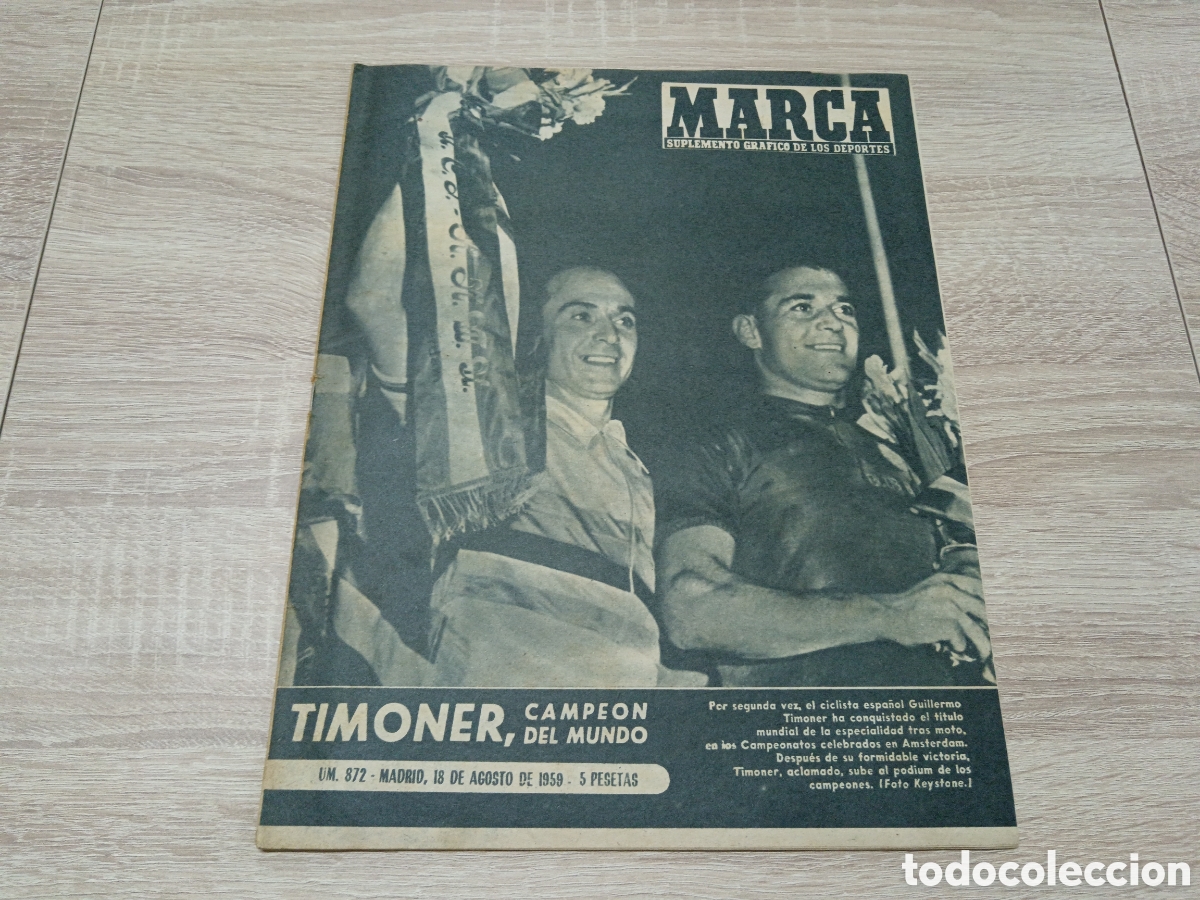 MARCA
SUPLEMENTO GRAFICO DE LOS DEPORTES
TIMONER,
CAMPEON
DEL MUNDO
UM. 872 - MADRID, 18 DE AGOSTO DE 1959 - 5 PESETAS
Por segunda vez, el ciclista español Guillermo
Timoner ha conquistado el título
mundial de la especialidad tras moto,
en los Campeonatos celebrados en Amsterdam.
Después de su formidable victoria,
Timoner, aclamado, sube al podium de los
campeones. (Foto Keystone.)
todocoleccion